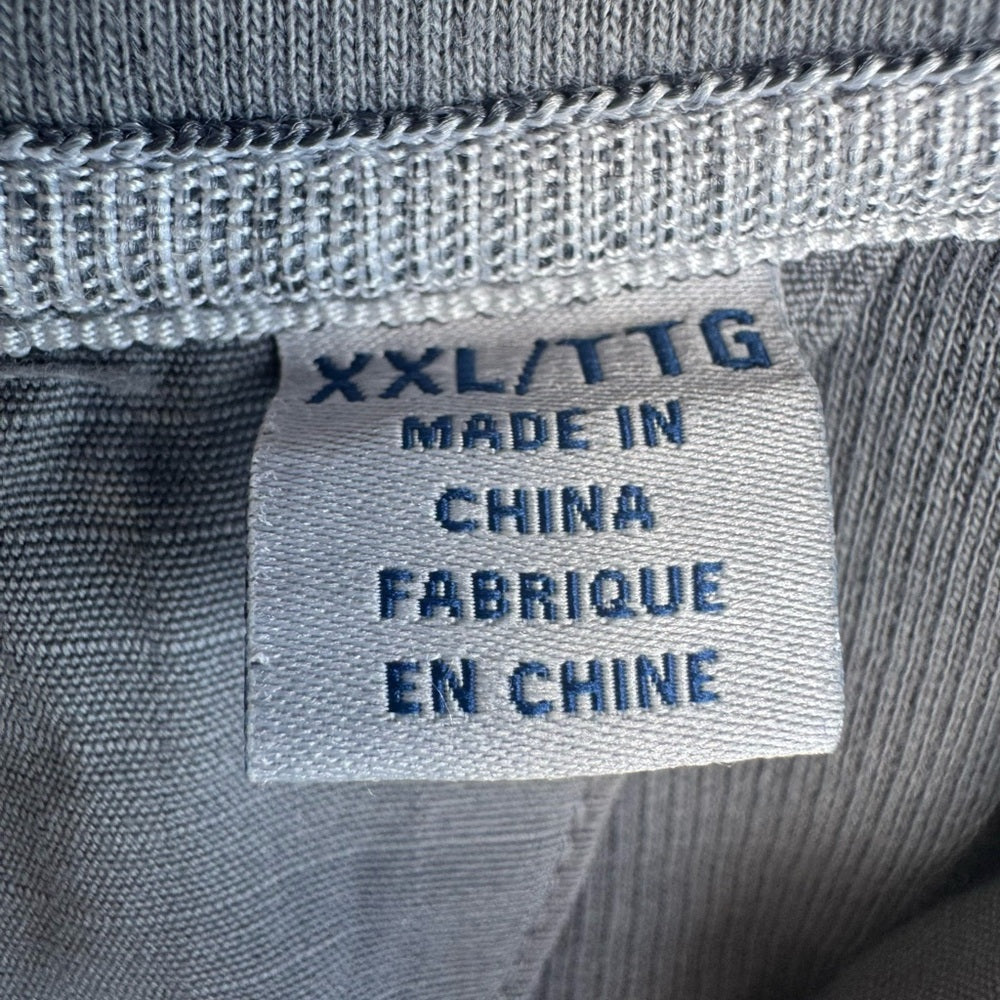 XXL/TTG
MADE IN
CHINA
FABRIQUE
EN CHINE